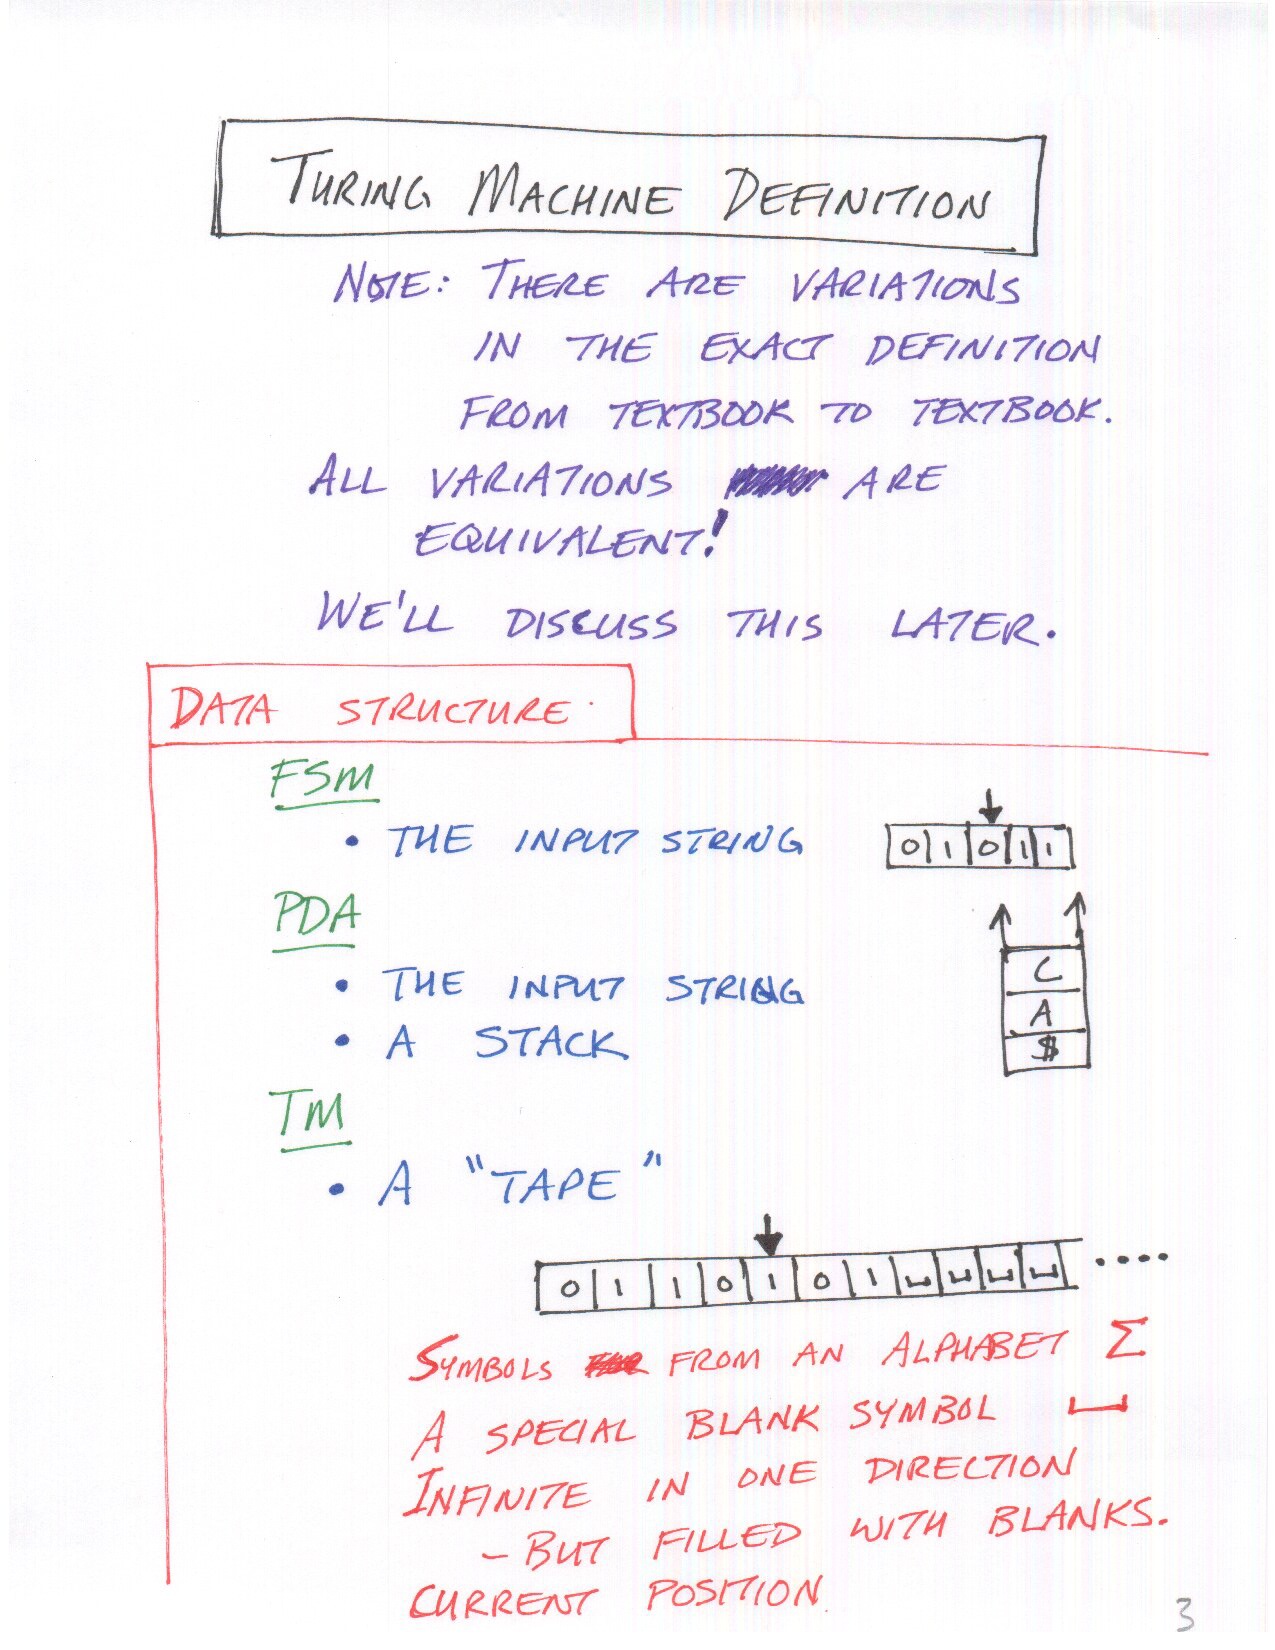 TURING MACHINE DEFINITION
NOTE: THERE ARE VARIATIONS
IN THE EXACT DEFINITION
FROM TEXTBOOK TO TEXTBOOK.
ALL VARIATIONS ARE
EQUIVALENT!
WE'LL DISCUSS THIS LATER.
DATA STRUCTURE
FSM
• THE INPUT STRING
0 1 0 1 1
PDA
• THE INPUT STRING
• A STACK
C
A
$
TM
• A "TAPE"
0 1 1 0 1 0 1 ␣ ␣ ␣ ␣ ....
SYMBOLS FROM AN ALPHABET Σ
A SPECIAL BLANK SYMBOL ␣
INFINITE IN ONE DIRECTION
- BUT FILLED WITH BLANKS.
CURRENT POSITION
3